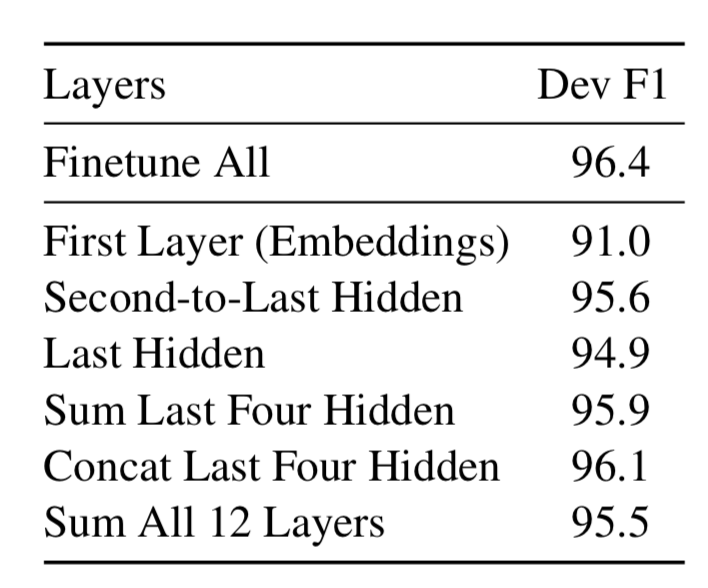 Layers Dev F1
Finetune All 96.4
First Layer (Embeddings) 91.0
Second-to-Last Hidden 95.6
Last Hidden 94.9
Sum Last Four Hidden 95.9
Concat Last Four Hidden 96.1
Sum All 12 Layers 95.5